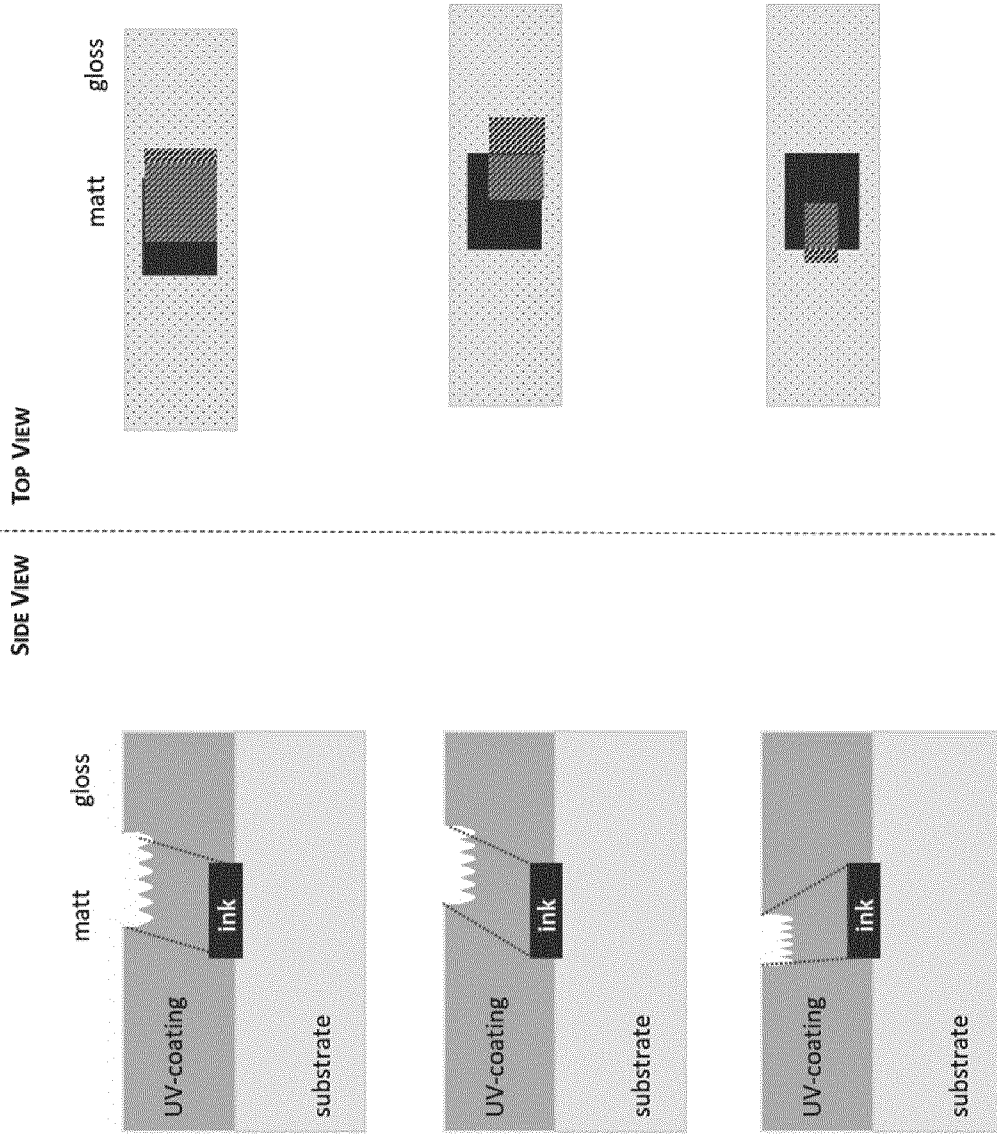 SIDE VIEW
TOP VIEW
matt
gloss
matt
gloss
UV-coating
ink
substrate
UV-coating
ink
substrate
UV-coating
ink
substrate